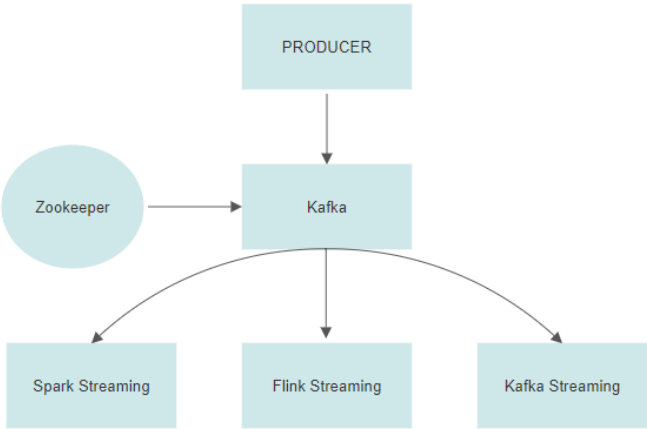 PRODUCER
Zookeeper
Kafka
Spark Streaming
Flink Streaming
Kafka Streaming